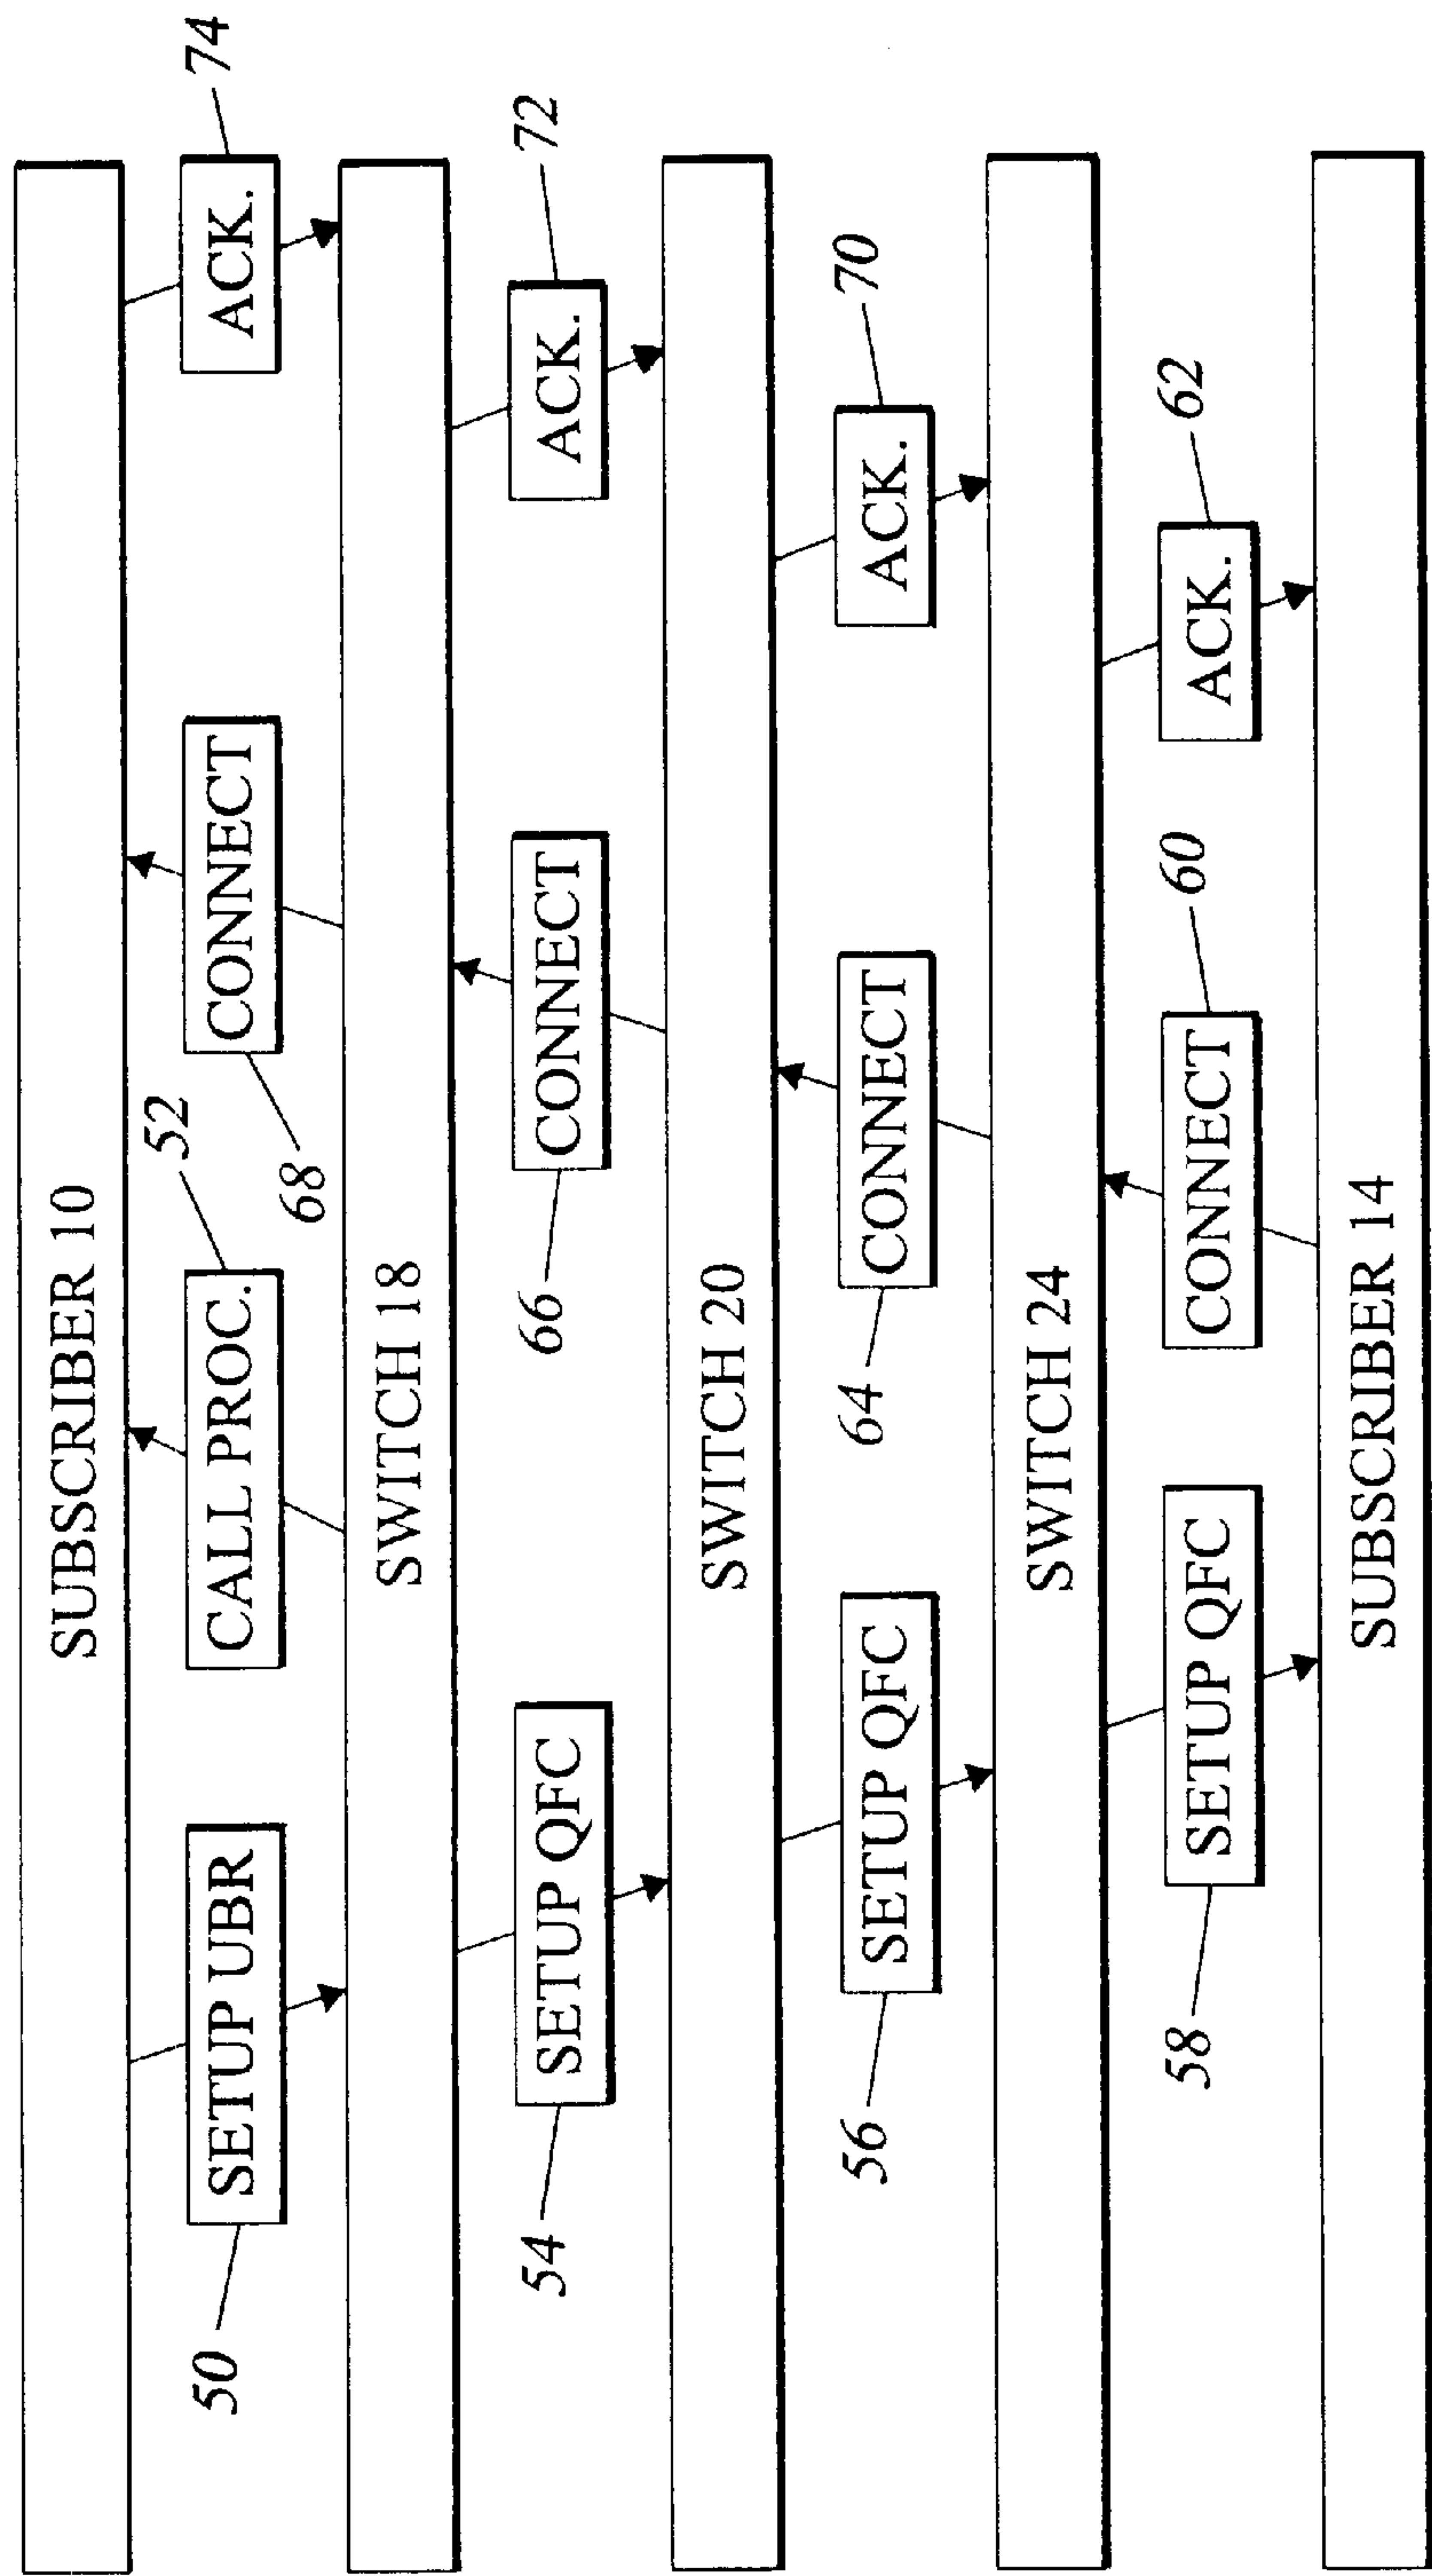 SUBSCRIBER 10
50
SETUP UBR
CALL PROC.
52
68
CONNECT
ACK.
74
SWITCH 18
54
SETUP QFC
66
CONNECT
ACK.
72
SWITCH 20
56
SETUP QFC
64
CONNECT
ACK.
70
SWITCH 24
58
SETUP QFC
CONNECT
60
ACK.
62
SUBSCRIBER 14